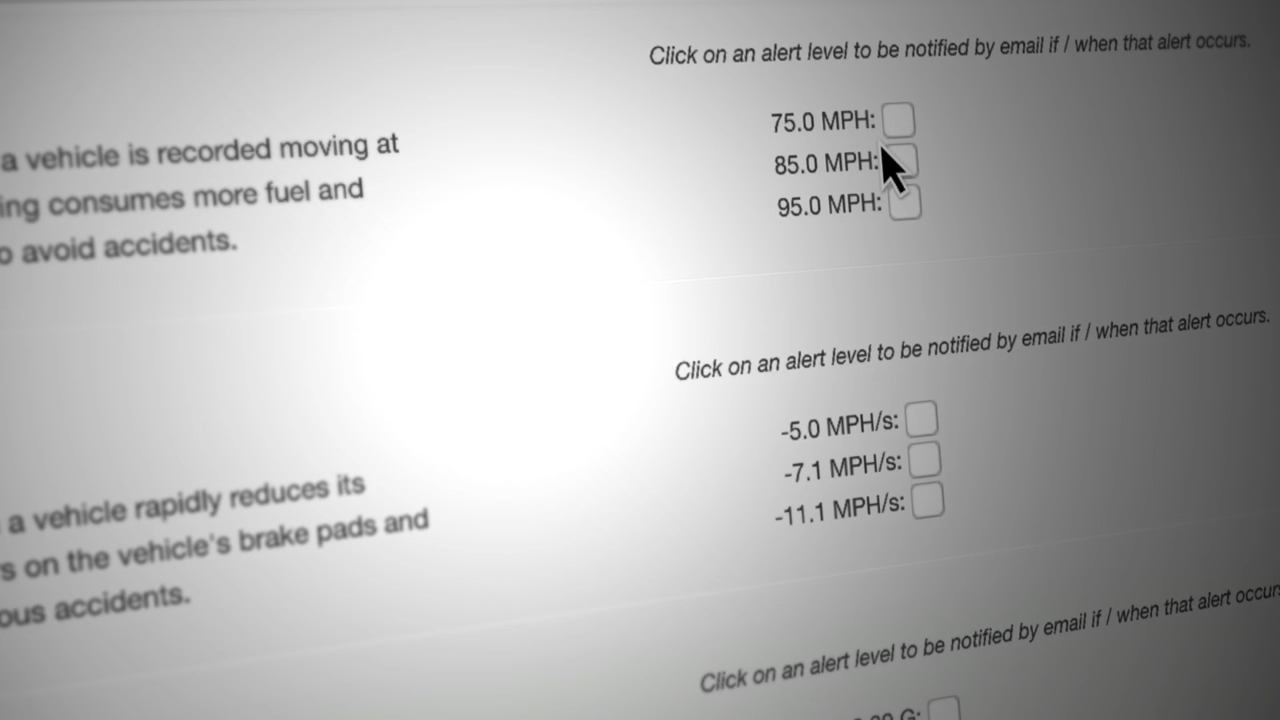 Click on an alert level to be notified by email if / when that alert occurs.
75.0 MPH:
85.0 MPH:
95.0 MPH:
a vehicle is recorded moving at
ing consumes more fuel and
o avoid accidents.
Click on an alert level to be notified by email if / when that alert occurs.
-5.0 MPH/s:
-7.1 MPH/s:
-11.1 MPH/s:
a vehicle rapidly reduces its
s on the vehicle's brake pads and
ous accidents.
Click on an alert level to be notified by email if / when that alert occurs
G: